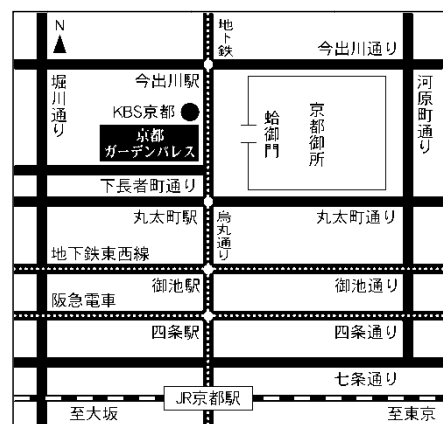 N
地下鉄
今出川通り
今出川駅
堀川通り
KBS京都
京都
ガーデンパレス
蛤御門
京都御所
河原町通り
下長者町通り
丸太町駅
烏丸通り
丸太町通り
地下鉄東西線
御池駅
御池通り
阪急電車
四条駅
四条通り
七条通り
JR京都駅
至大坂
至東京